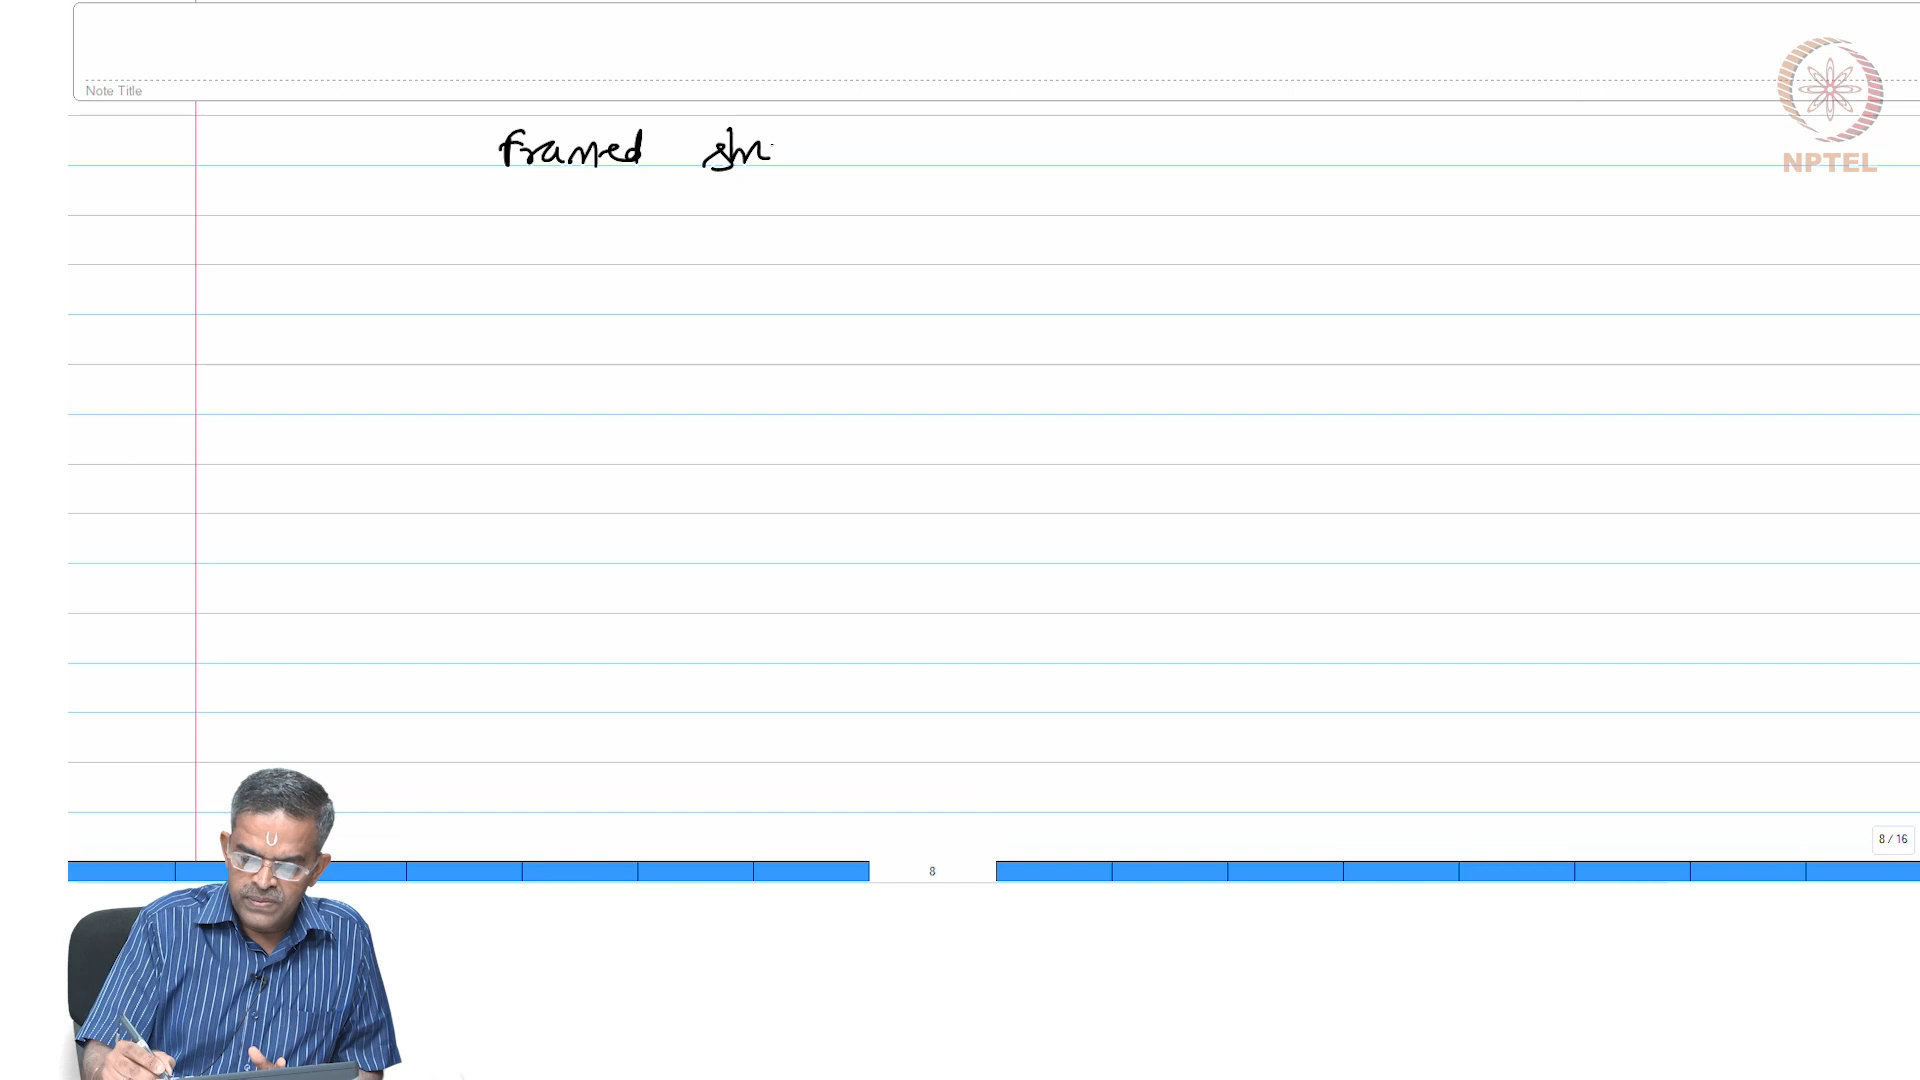 Note Title
NPTEL
Framed
8 / 16
8